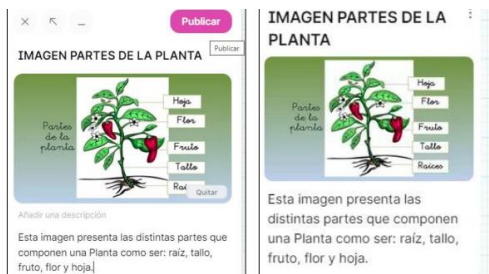 Publicar
Publicar
IMAGEN PARTES DE LA PLANTA
Partes
de la
planta
Hoja
Flor
Fruto
Tallo
Quitar
Añadir una descripción
Esta imagen presenta las distintas partes que
componen una Planta como ser: raíz, tallo,
fruto, flor y hoja.
IMAGEN PARTES DE LA
PLANTA
Partes
de la
planta
Hoja
Flor
Fruto
Tallo
Raíces
Esta imagen presenta las
distintas partes que componen
una Planta como ser: raíz, tallo,
fruto, flor y hoja.